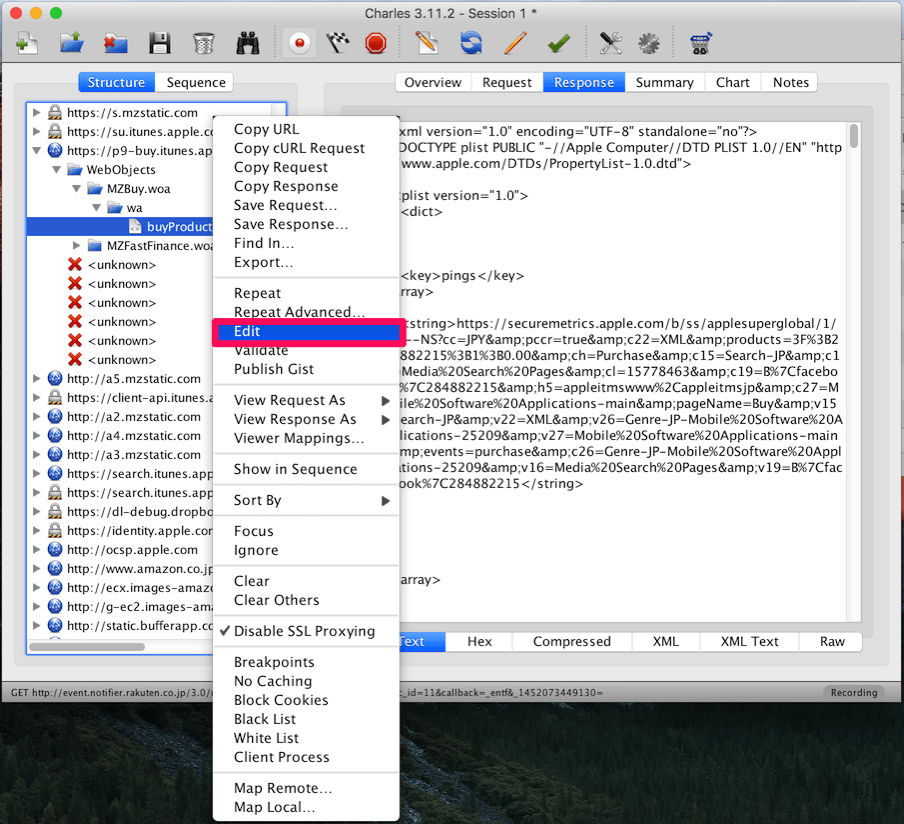 Charles 3.11.2 - Session 1 *
Structure
Sequence
Overview
Request
Response
Summary
Chart
Notes
https://s.mzstatic.com
https://su.itunes.apple.co
https://p9-buy.itunes.ap
WebObjects
MZBuy.woa
wa
buyProduct
MZFastFinance.woa
<unknown>
<unknown>
<unknown>
<unknown>
<unknown>
<unknown>
http://a5.mzstatic.com
https://client-api.itunes.a
http://a2.mzstatic.com
http://a4.mzstatic.com
http://a3.mzstatic.com
http://search.itunes.app
https://search.itunes.app
https://dl-debug.dropbo
https://identity.apple.con
http://ocsp.apple.com
http://www.amazon.co.jp
http://ecx.images-amazo
http://g-ec2.images-ama
http://static.bufferapp.co
Copy URL
Copy cURL Request
Copy Request
Copy Response
Save Request...
Save Response...
Find In...
Export...
Repeat
Repeat Advanced...
Edit
Validate
Publish Gist
View Request As
View Response As
Viewer Mappings...
Show in Sequence
Sort By
Focus
Ignore
Clear
Clear Others
✓ Disable SSL Proxying
Breakpoints
No Caching
Block Cookies
Black List
White List
Client Process
Map Remote...
Map Local...
xml version="1.0" encoding="UTF-8" standalone="no"?>
DOCTYPE plist PUBLIC "-//Apple Computer//DTD PLIST 1.0//EN" "http
www.apple.com/DTDs/PropertyList-1.0.dtd">
plist version="1.0">
<dict>
<key>pings</key>
array>
string>https://securemetrics.apple.com/b/ss/applesuperglobal/1/
--NS?cc=JPY&amp;pccr=true&amp;c22=XML&amp;products=3F%3B2
882215%3B1%3B0.00&amp;ch=Purchase&amp;c15=Search-JP&amp;c1
Media%20Search%20Pages&amp;cl=15778463&amp;c19=B%7Cfacebo
%7C284882215&amp;h5=appleitmswww%2Cappleitmsjp&amp;c27=M
ile%20Software%20Applications-main&amp;pageName=Buy&amp;v15
earch-JP&amp;v22=XML&amp;v26=Genre-JP-Mobile%20Software%20A
plications-25209&amp;v27=Mobile%20Software%20Applications-main
mp;events=purchase&amp;c26=Genre-JP-Mobile%20Software%20Appl
ations-25209&amp;v16=Media%20Search%20Pages&amp;v19=B%7Cfac
ook%7C284882215</string>
array>
Text
Hex
Compressed
XML
XML Text
Raw
GET http://event.notifier.rakuten.co.jp/3.0/
c_id=11&callback=_entf&_1452073449130=
Recording